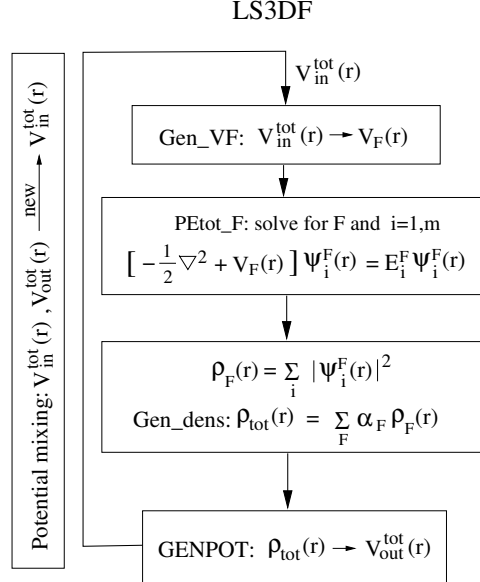 LS3DF
V_in^tot(r)
Gen_VF: V_in^tot(r) → V_F(r)
PEtot_F: solve for F and i=1,m
[ -1/2 ▽² + V_F(r) ] Ψ_i^F(r) = E_i^F Ψ_i^F(r)
ρ_F(r) = Σ_i |Ψ_i^F(r)|²
Gen_dens: ρ_tot(r) = Σ_F α_F ρ_F(r)
GENPOT: ρ_tot(r) → V_out^tot(r)
Potential mixing: V_in^tot(r) , V_out^tot(r) new → V_in^tot(r)